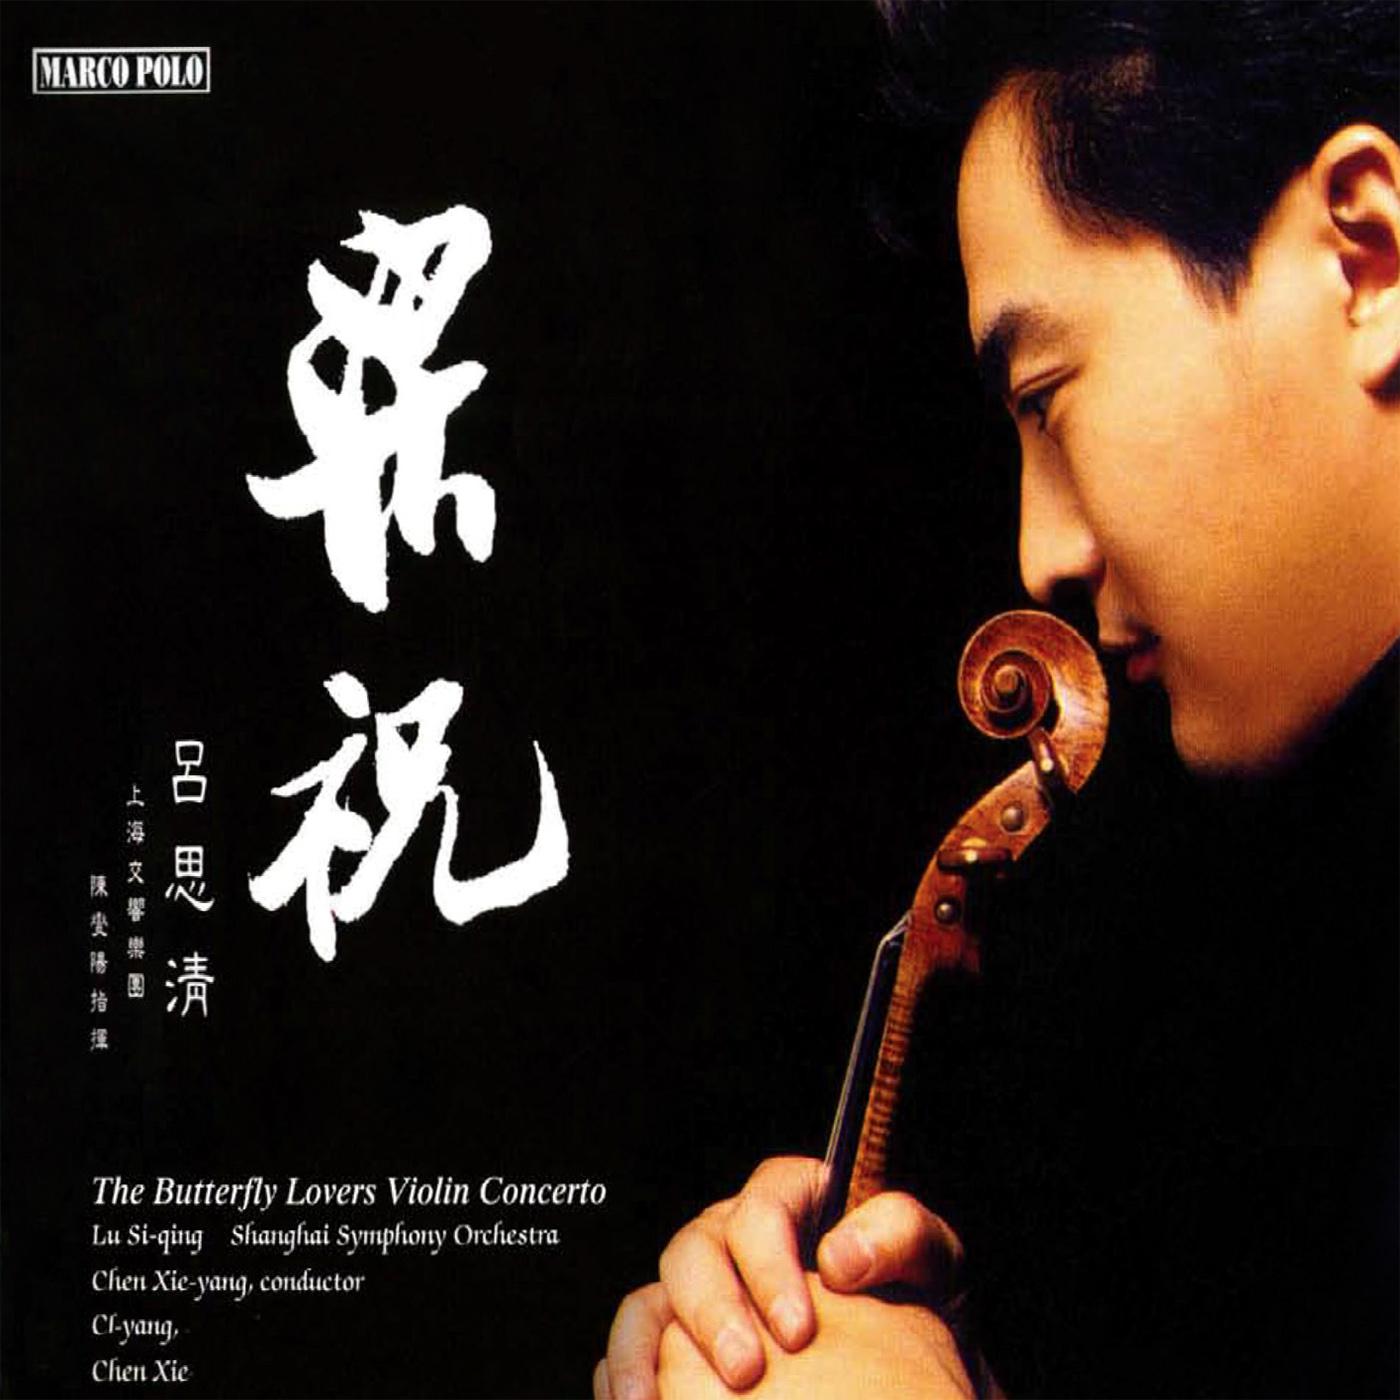 MARCO POLO
梁祝
呂思清
上海交響樂團
陳燮陽指揮
The Butterfly Lovers Violin Concerto
Lu Si-qing Shanghai Symphony Orchestra
Chen Xie-yang, conductor
Cl-yang,
Chen Xie